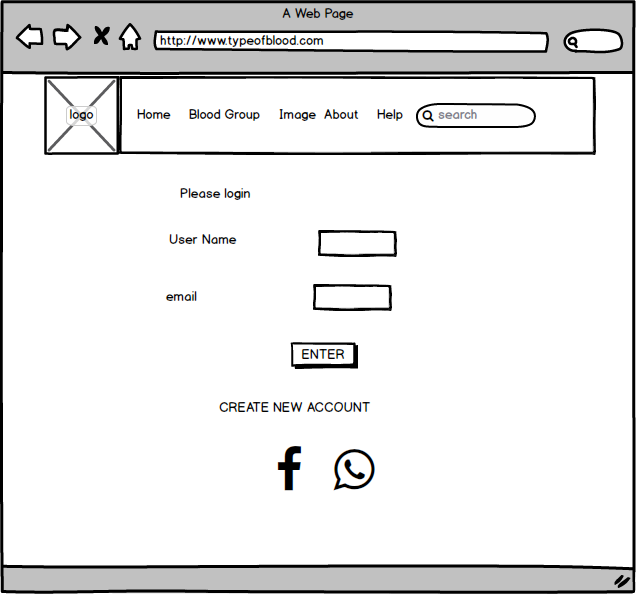 A Web Page
http://www.typeofblood.com
logo Home Blood Group Image About Help search
Please login
User Name
email
ENTER
CREATE NEW ACCOUNT